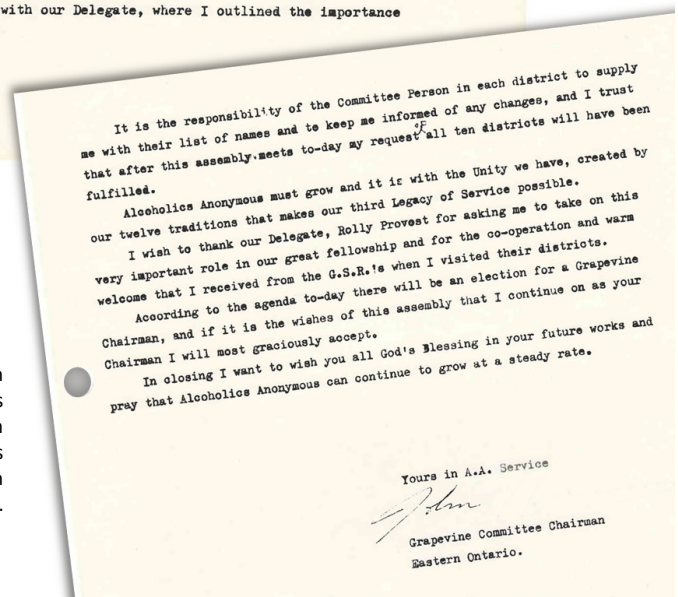 with our Delegate, where I outlined the importance
It is the responsibility of the Committee Person in each district to supply
me with their list of names and to keep me informed of any changes, and I trust
that after this assembly.meets to-day my request of all ten districts will have been
fulfilled.
Alcoholics Anonymous must grow and it is with the Unity we have, created by
our twelve traditions that makes our third Legacy of Service possible.
I wish to thank our Delegate, Rolly Provost for asking me to take on this
very important role in our great fellowship and for the co-operation and warm
welcome that I received from the G.S.R.'s when I visited their districts.
According to the agenda to-day there will be an election for a Grapevine
Chairman, and if it is the wishes of this assembly that I continue on as your
Chairman I will most graciously accept.
In closing I want to wish you all God's Blessing in your future works and
pray that Alcoholics Anonymous can continue to grow at a steady rate.
Yours in A.A. Service
John
Grapevine Committee Chairman
Eastern Ontario.